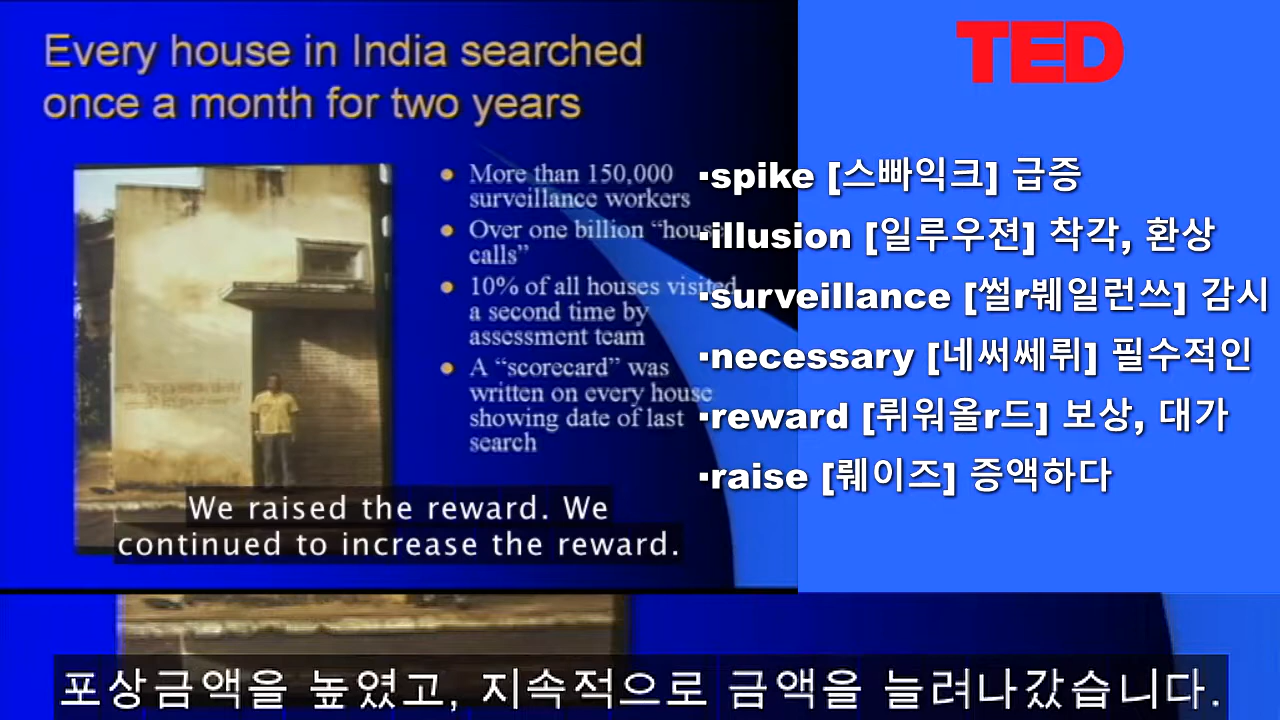 Every house in India searched
once a month for two years
More than 150,000
surveillance workers
Over one billion “hous
calls”
10% of all houses visited
a second time by
assessment team
A “scorecard” was
written on every house
showing date of last
search
We raised the reward. We
continued to increase the reward.
TED
▪spike [스빠익크] 급증
▪illusion [일루우젼] 착각, 환상
▪surveillance [썰r붸일런쓰] 감시
▪necessary [네써쎄뤼] 필수적인
▪reward [뤼워올r드] 보상, 대가
▪raise [뤠이즈] 증액하다
포상금액을 높였고, 지속적으로 금액을 늘려나갔습니다.